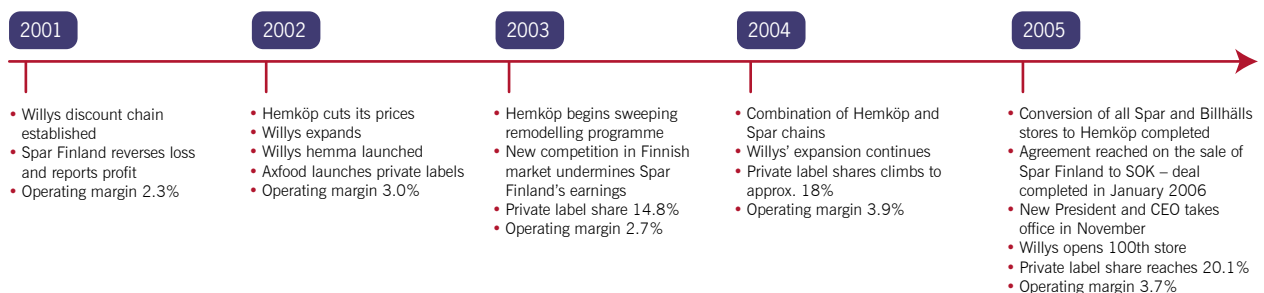 2001
• Willys discount chain
established
• Spar Finland reverses loss
and reports profit
• Operating margin 2.3%
2002
• Hemköp cuts its prices
• Willys expands
• Willys hemma launched
• Axfood launches private labels
• Operating margin 3.0%
2003
• Hemköp begins sweeping
remodelling programme
• New competition in Finnish
market undermines Spar
Finland's earnings
• Private label share 14.8%
• Operating margin 2.7%
2004
• Combination of Hemköp and
Spar chains
• Willys' expansion continues
• Private label shares climbs to
approx. 18%
• Operating margin 3.9%
2005
• Conversion of all Spar and Billhälls
stores to Hemköp completed
• Agreement reached on the sale of
Spar Finland to SOK – deal
completed in January 2006
• New President and CEO takes
office in November
• Willys opens 100th store
• Private label share reaches 20.1%
• Operating margin 3.7%